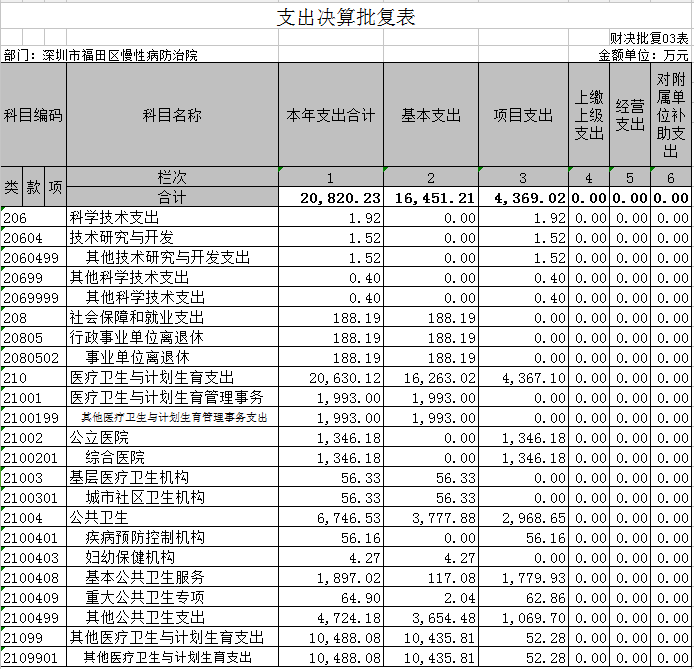 支出决算批复表
财决批复03表
部门：深圳市福田区慢性病防治院 金额单位：万元
科目编码 科目名称 本年支出合计 基本支出 项目支出 上缴上级支出 经营支出 对附属单位补助支出
类 款 项 栏次 1 2 3 4 5 6
合计 20,820.23 16,451.21 4,369.02 0.00 0.00 0.00
206 科学技术支出 1.92 0.00 1.92 0.00 0.00 0.00
20604 技术研究与开发 1.52 0.00 1.52 0.00 0.00 0.00
2060499 其他技术研究与开发支出 1.52 0.00 1.52 0.00 0.00 0.00
20699 其他科学技术支出 0.40 0.00 0.40 0.00 0.00 0.00
2069999 其他科学技术支出 0.40 0.00 0.40 0.00 0.00 0.00
208 社会保障和就业支出 188.19 188.19 0.00 0.00 0.00 0.00
20805 行政事业单位离退休 188.19 188.19 0.00 0.00 0.00 0.00
2080502 事业单位离退休 188.19 188.19 0.00 0.00 0.00 0.00
210 医疗卫生与计划生育支出 20,630.12 16,263.02 4,367.10 0.00 0.00 0.00
21001 医疗卫生与计划生育管理事务 1,993.00 1,993.00 0.00 0.00 0.00 0.00
2100199 其他医疗卫生与计划生育管理事务支出 1,993.00 1,993.00 0.00 0.00 0.00 0.00
21002 公立医院 1,346.18 0.00 1,346.18 0.00 0.00 0.00
2100201 综合医院 1,346.18 0.00 1,346.18 0.00 0.00 0.00
21003 基层医疗卫生机构 56.33 56.33 0.00 0.00 0.00 0.00
2100301 城市社区卫生机构 56.33 56.33 0.00 0.00 0.00 0.00
21004 公共卫生 6,746.53 3,777.88 2,968.65 0.00 0.00 0.00
2100401 疾病预防控制机构 56.16 0.00 56.16 0.00 0.00 0.00
2100403 妇幼保健机构 4.27 4.27 0.00 0.00 0.00 0.00
2100408 基本公共卫生服务 1,897.02 117.08 1,779.93 0.00 0.00 0.00
2100409 重大公共卫生专项 64.90 2.04 62.86 0.00 0.00 0.00
2100499 其他公共卫生支出 4,724.18 3,654.48 1,069.70 0.00 0.00 0.00
21099 其他医疗卫生与计划生育支出 10,488.08 10,435.81 52.28 0.00 0.00 0.00
2109901 其他医疗卫生与计划生育支出 10,488.08 10,435.81 52.28 0.00 0.00 0.00